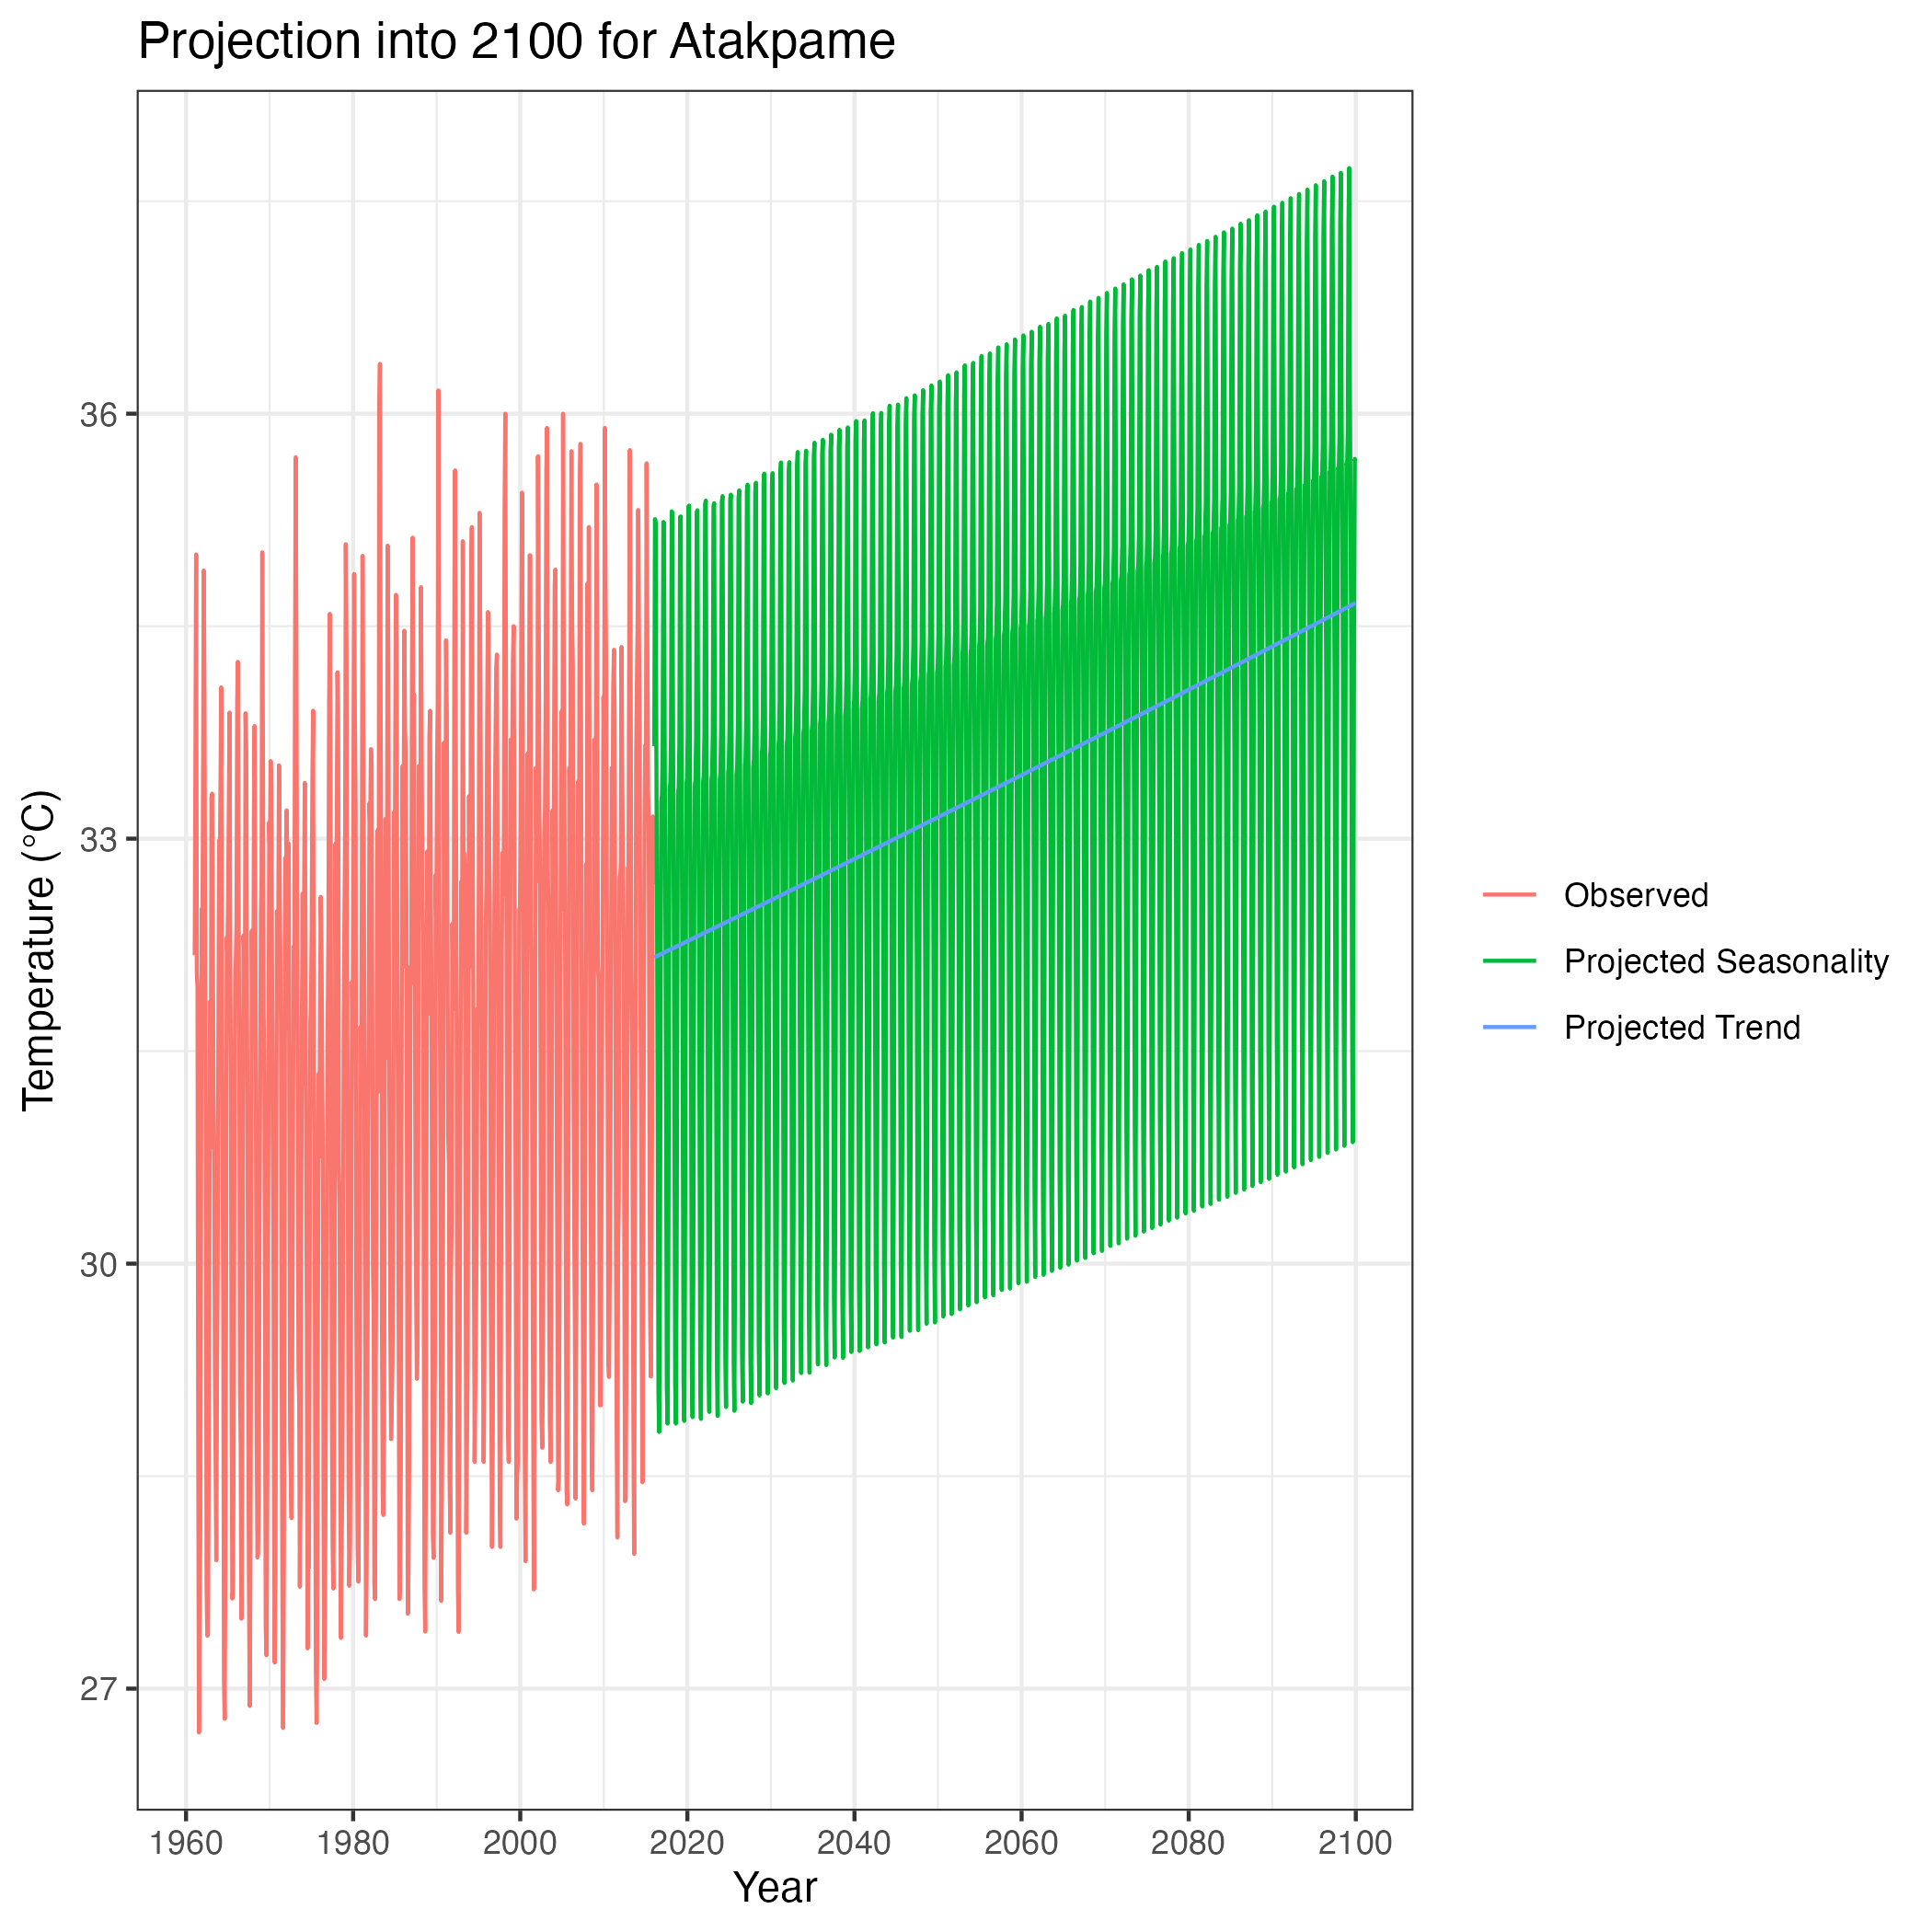 Projection into 2100 for Atakpame
Temperature (°C)
36
33
30
27
1960 1980 2000 2020 2040 2060 2080 2100
Year
Observed
Projected Seasonality
Projected Trend